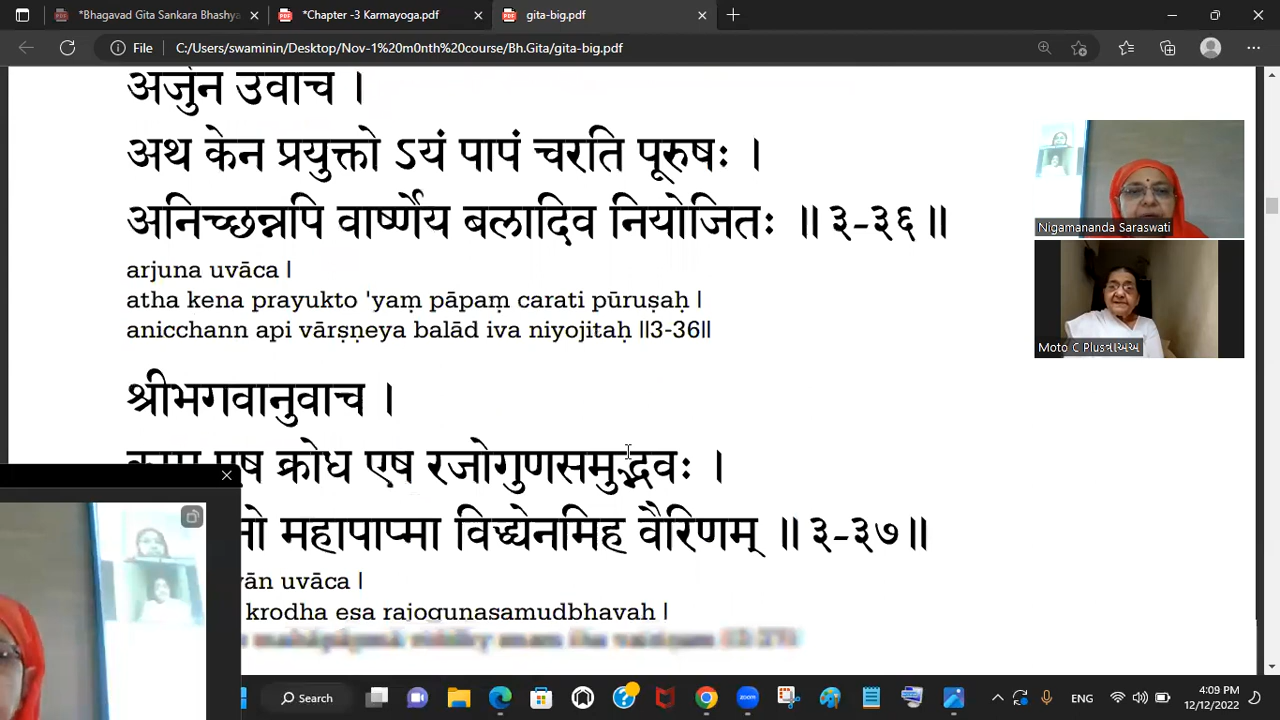 *Bhagavad Gita Sankara Bhashya
*Chapter -3 Karmayoga.pdf
gita-big.pdf
File
C:/Users/swaminin/Desktop/Nov-1%20m0nth%20course/Bh.Gita/gita-big.pdf
अर्जुन उवाच ।
अथ केन प्रयुक्तो ऽयं पापं चरति पूरुषः ।
अनिच्छन्नपि वार्ष्णेय बलादिव नियोजितः ॥३-३६॥
arjuna uvāca |
atha kena prayukto 'yaṃ pāpaṃ carati pūruṣaḥ |
anicchann api vārṣṇeya balād iva niyojitaḥ ||3-36||
श्रीभगवानुवाच ।
काम एष क्रोध एष रजोगुणसमुद्भवः ।
महापाप्मा विद्ध्येनमिह वैरिणम् ॥३-३७॥
vān uvāca |
krodha eṣa rajoguṇasamudbhavaḥ |
Nigamananda Saraswati
Moto C Plusત્રાઅઅ
Search
ENG
4:09 PM
12/12/2022